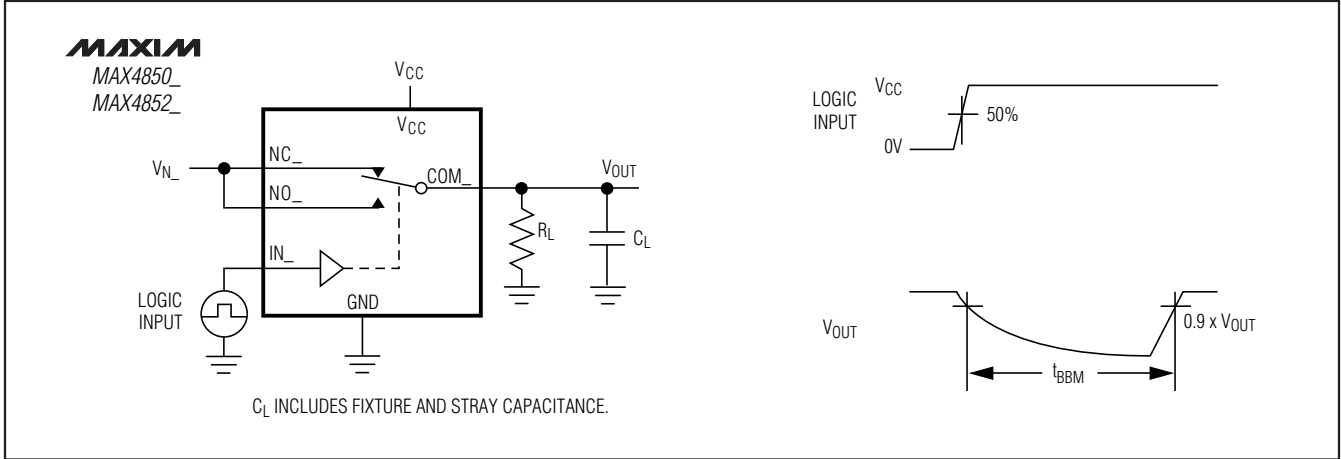 MAXIM
MAX4850_
MAX4852_
VCC
VCC
VN_
NC_
NO_
COM_
VOUT
RL
CL
IN_
LOGIC
INPUT
GND
CL INCLUDES FIXTURE AND STRAY CAPACITANCE.
LOGIC
INPUT
VCC
0V
50%
VOUT
0.9 x VOUT
tBBM